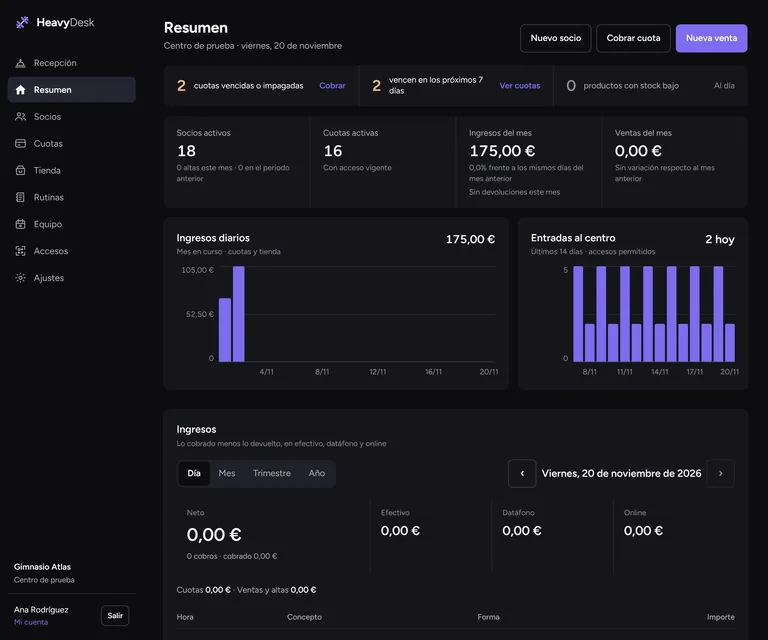 HeavyDesk
Recepción
Resumen
Socios
Cuotas
Tienda
Rutinas
Equipo
Accesos
Ajustes
Gimnasio Atlas
Centro de prueba
Ana Rodríguez
Mi cuenta
Salir
Resumen
Centro de prueba · viernes, 20 de noviembre
Nuevo socio
Cobrar cuota
Nueva venta
2 cuotas vencidas o impagadas Cobrar
2 vencen en los próximos 7
días
Ver cuotas
0 productos con stock bajo Al día
Socios activos
18
0 altas este mes · 0 en el periodo
anterior
Cuotas activas
16
Con acceso vigente
Ingresos del mes
175,00 €
0,0% frente a los mismos días del
mes anterior
Sin devoluciones este mes
Ventas del mes
0,00 €
Sin variación respecto al mes
anterior
Ingresos diarios
175,00 €
Mes en curso · cuotas y tienda
105,00 €
52,50 €
0
4/11 8/11 12/11 16/11 20/11
Entradas al centro
2 hoy
Últimos 14 días · accesos permitidos
5
0
8/11 11/11 14/11 17/11 20/11
Ingresos
Lo cobrado menos lo devuelto, en efectivo, datáfono y online
Día Mes Trimestre Año
‹ Viernes, 20 de noviembre de 2026 ›
Neto
0,00 €
0 cobros · cobrado 0,00 €
Efectivo
0,00 €
Datáfono
0,00 €
Online
0,00 €
Cuotas 0,00 € · Ventas y altas 0,00 €
Hora Concepto Forma Importe